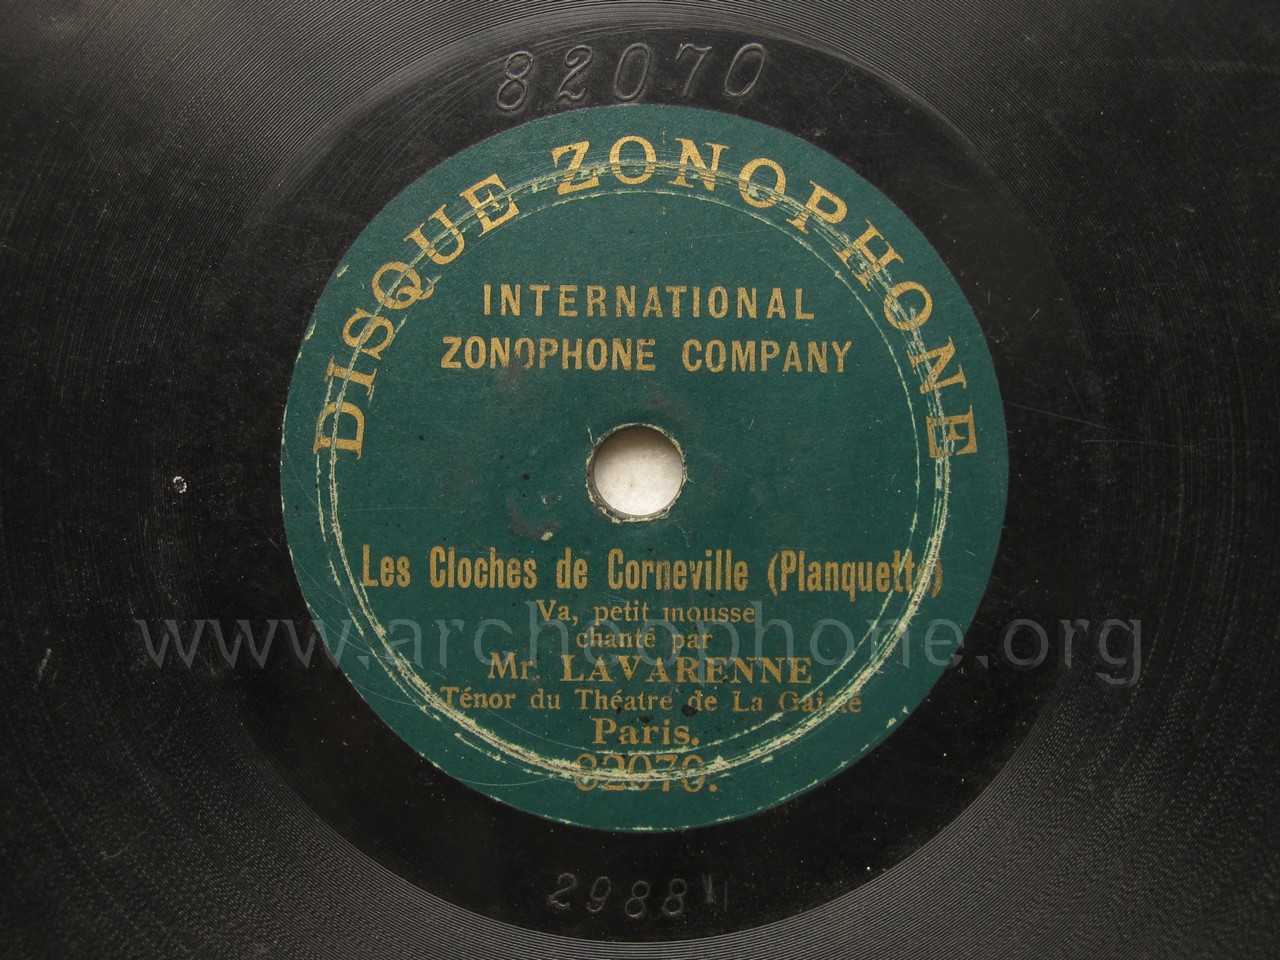 82070
DISQUE ZONOPHONE
INTERNATIONAL
ZONOPHONE COMPANY
Les Cloches de Corneville (Planquette)
Va, petit mousse
www.archeophone.org
chanté par
Mr. LAVARENNE
Ténor du Théatre de La Gaieté
Paris.
82070.
2988